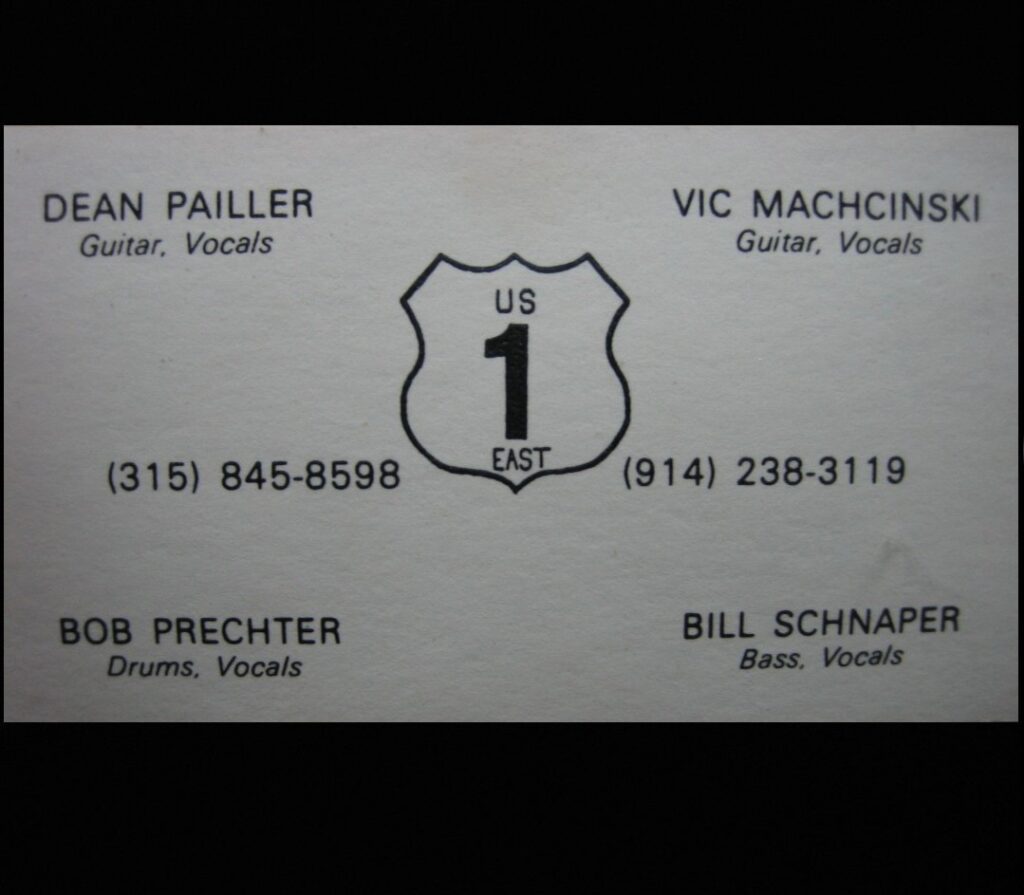 DEAN PAILLER
Guitar, Vocals
VIC MACHCINSKI
Guitar, Vocals
US
1
EAST
(315) 845-8598
(914) 238-3119
BOB PRECHTER
Drums, Vocals
BILL SCHNAPER
Bass, Vocals